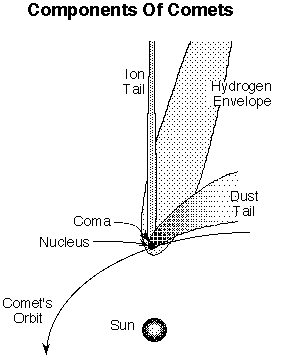 Components Of Comets
Ion
Tail
Hydrogen
Envelope
Dust
Tail
Coma
Nucleus
Comet's
Orbit
Sun